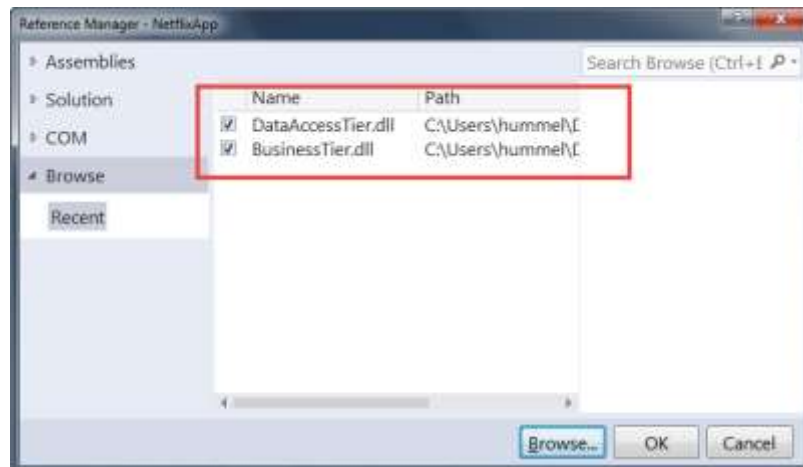 Reference Manager - NetflixApp
Assemblies
Search Browse (Ctrl+E
Solution
Name Path
DataAccessTier.dll C:\Users\hummel\D
COM
BusinessTier.dll C:\Users\hummel\D
Browse
Recent
Browse... OK Cancel